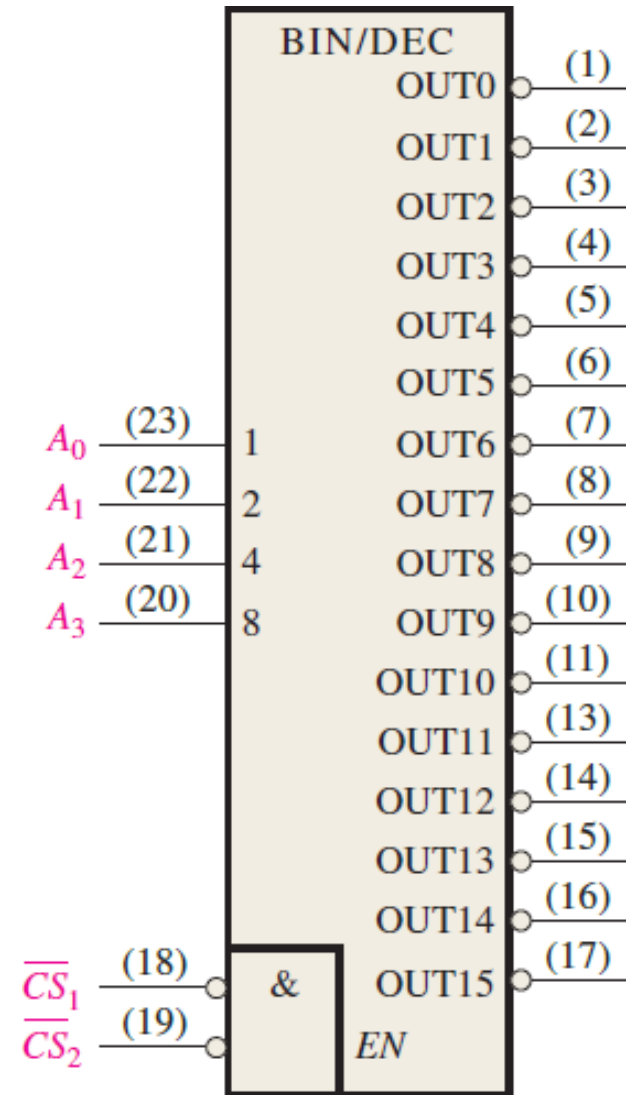 BIN/DEC
OUT0 (1)
OUT1 (2)
OUT2 (3)
OUT3 (4)
OUT4 (5)
OUT5 (6)
A₀ (23) 1 OUT6 (7)
A₁ (22) 2 OUT7 (8)
A₂ (21) 4 OUT8 (9)
A₃ (20) 8 OUT9 (10)
OUT10 (11)
OUT11 (13)
OUT12 (14)
OUT13 (15)
OUT14 (16)
C̅S̅₁ (18) & OUT15 (17)
C̅S̅₂ (19) EN